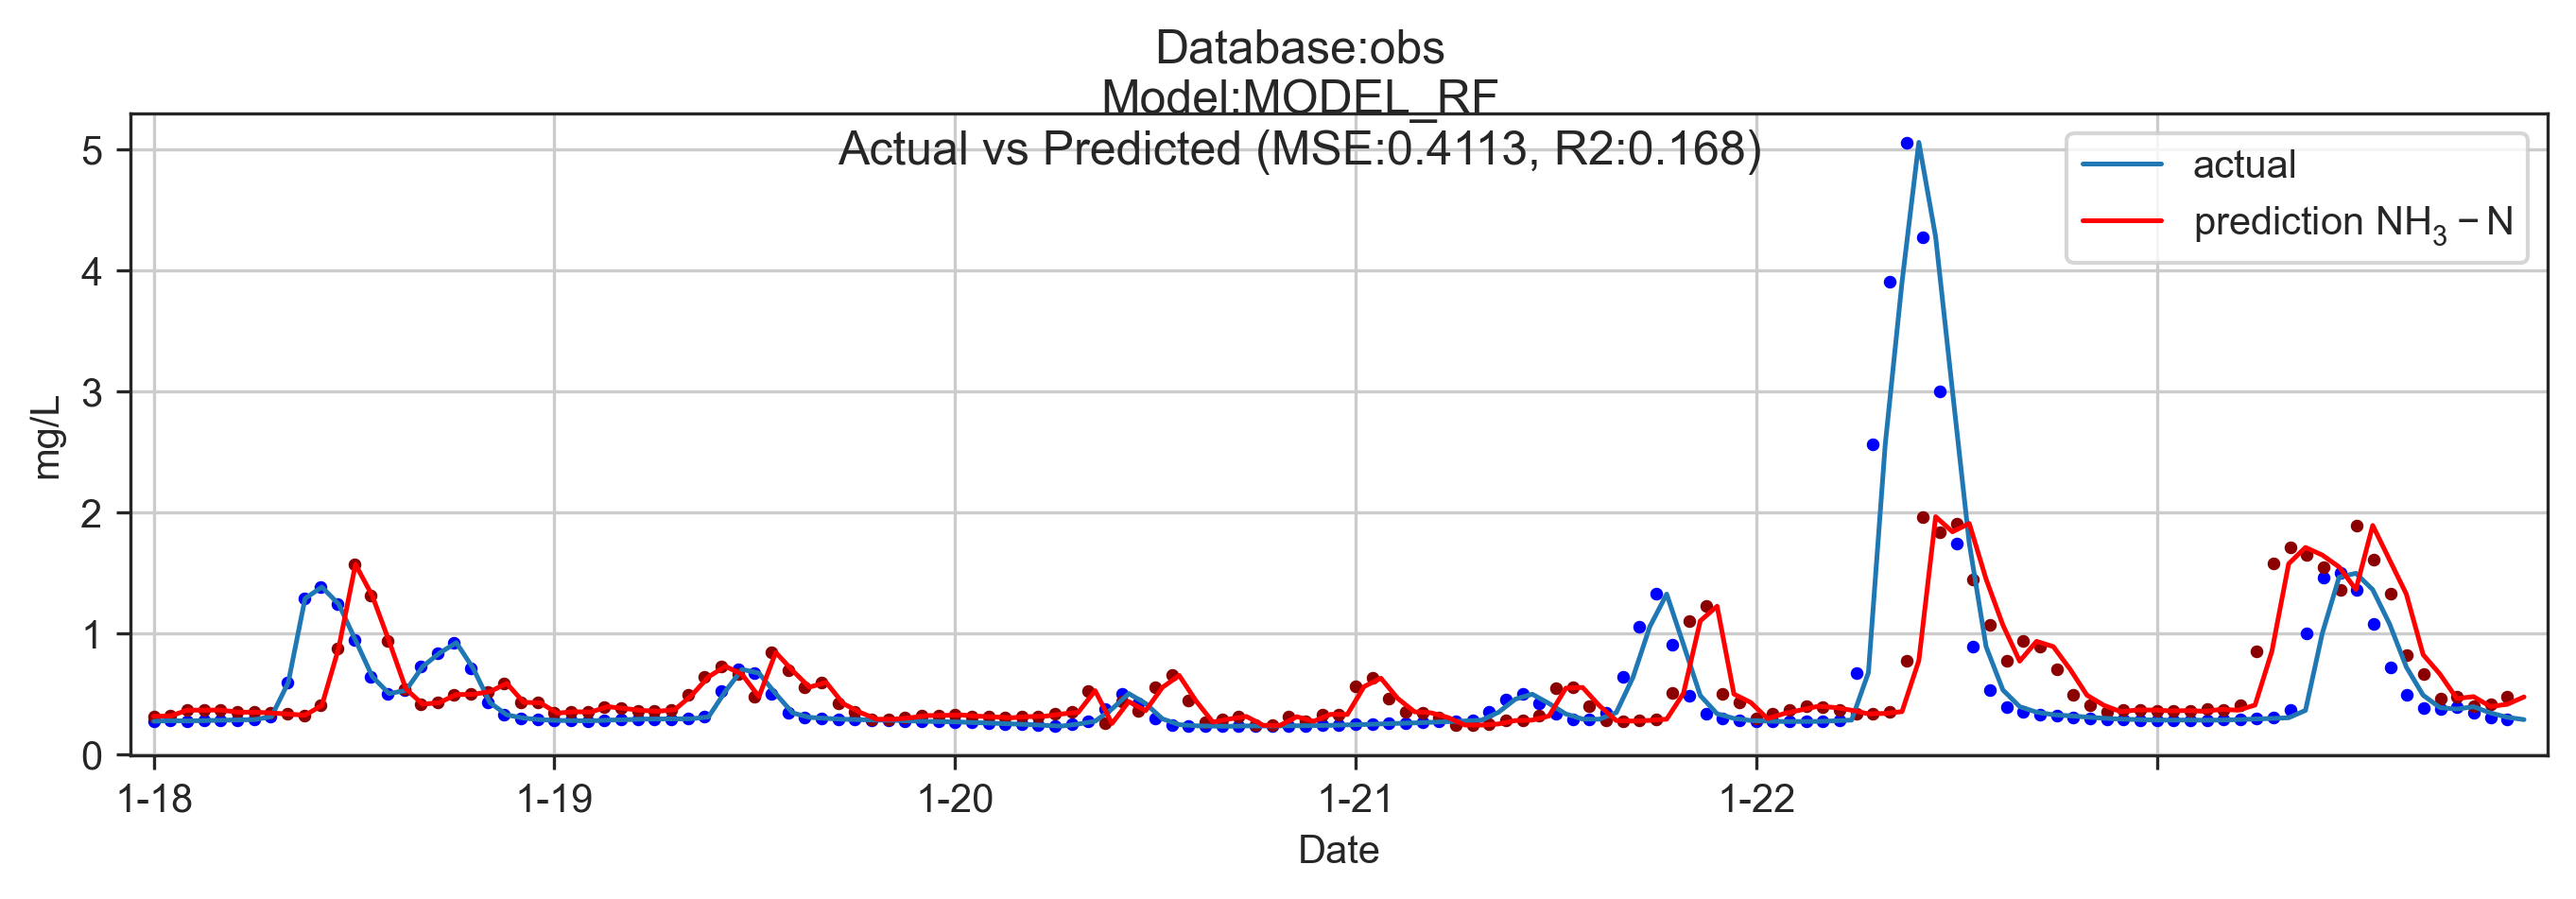 Database:obs
Model:MODEL_RF
Actual vs Predicted (MSE:0.4113, R2:0.168)
actual
prediction NH₃ − N
5
4
3
2
1
0
mg/L
1-18 1-19 1-20 1-21 1-22
Date